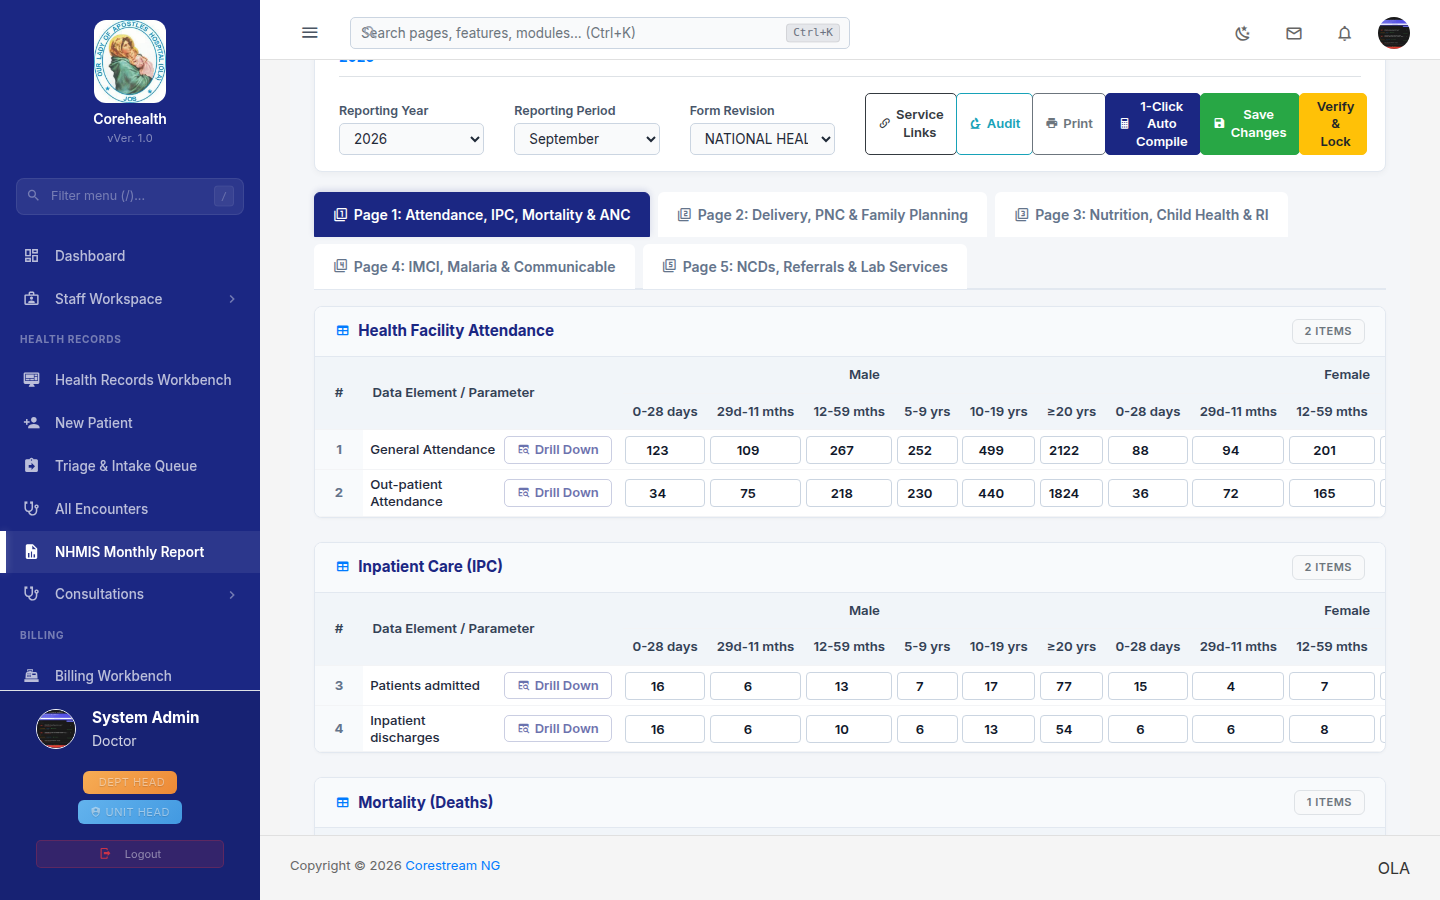 OUR LADY OF APOSTLES HOSPITAL (OLA)
JOB
Corehealth
vVer. 1.0
Filter menu (/)...
/
Dashboard
Staff Workspace
HEALTH RECORDS
Health Records Workbench
New Patient
Triage & Intake Queue
All Encounters
NHMIS Monthly Report
Consultations
BILLING
Billing Workbench
System Admin
Doctor
DEPT HEAD
UNIT HEAD
Logout
Search pages, features, modules... (Ctrl+K)
Ctrl+K
2026
Reporting Year
2026
Reporting Period
September
Form Revision
NATIONAL HEAL
Service Links
Audit
Print
1-Click Auto Compile
Save Changes
Verify & Lock
Page 1: Attendance, IPC, Mortality & ANC
Page 2: Delivery, PNC & Family Planning
Page 3: Nutrition, Child Health & RI
Page 4: IMCI, Malaria & Communicable
Page 5: NCDs, Referrals & Lab Services
Health Facility Attendance
2 ITEMS
# Data Element / Parameter Male Female
0-28 days 29d-11 mths 12-59 mths 5-9 yrs 10-19 yrs ≥20 yrs 0-28 days 29d-11 mths 12-59 mths
1 General Attendance Drill Down 123 109 267 252 499 2122 88 94 201
2 Out-patient Attendance Drill Down 34 75 218 230 440 1824 36 72 165
Inpatient Care (IPC)
2 ITEMS
# Data Element / Parameter Male Female
0-28 days 29d-11 mths 12-59 mths 5-9 yrs 10-19 yrs ≥20 yrs 0-28 days 29d-11 mths 12-59 mths
3 Patients admitted Drill Down 16 6 13 7 17 77 15 4 7
4 Inpatient discharges Drill Down 16 6 10 6 13 54 6 6 8
Mortality (Deaths)
1 ITEMS
Copyright © 2026 Corestream NG
OLA